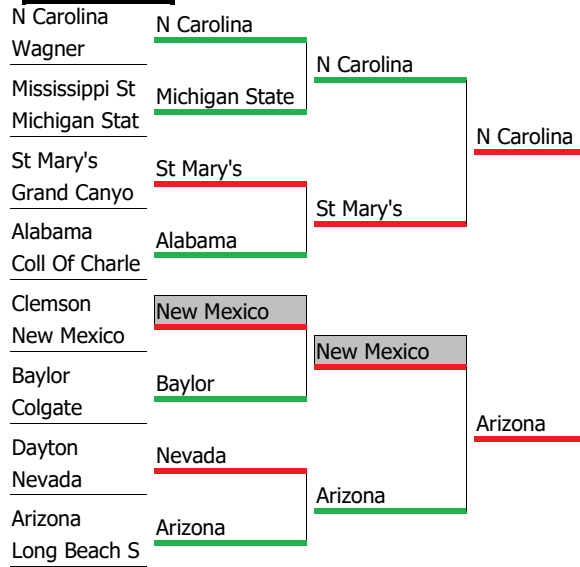 N Carolina
Wagner
Mississippi St
Michigan Stat
St Mary's
Grand Canyo
Alabama
Coll Of Charle
Clemson
New Mexico
Baylor
Colgate
Dayton
Nevada
Arizona
Long Beach S
N Carolina
Michigan State
St Mary's
Alabama
New Mexico
Baylor
Nevada
Arizona
N Carolina
St Mary's
New Mexico
Arizona
N Carolina
Arizona